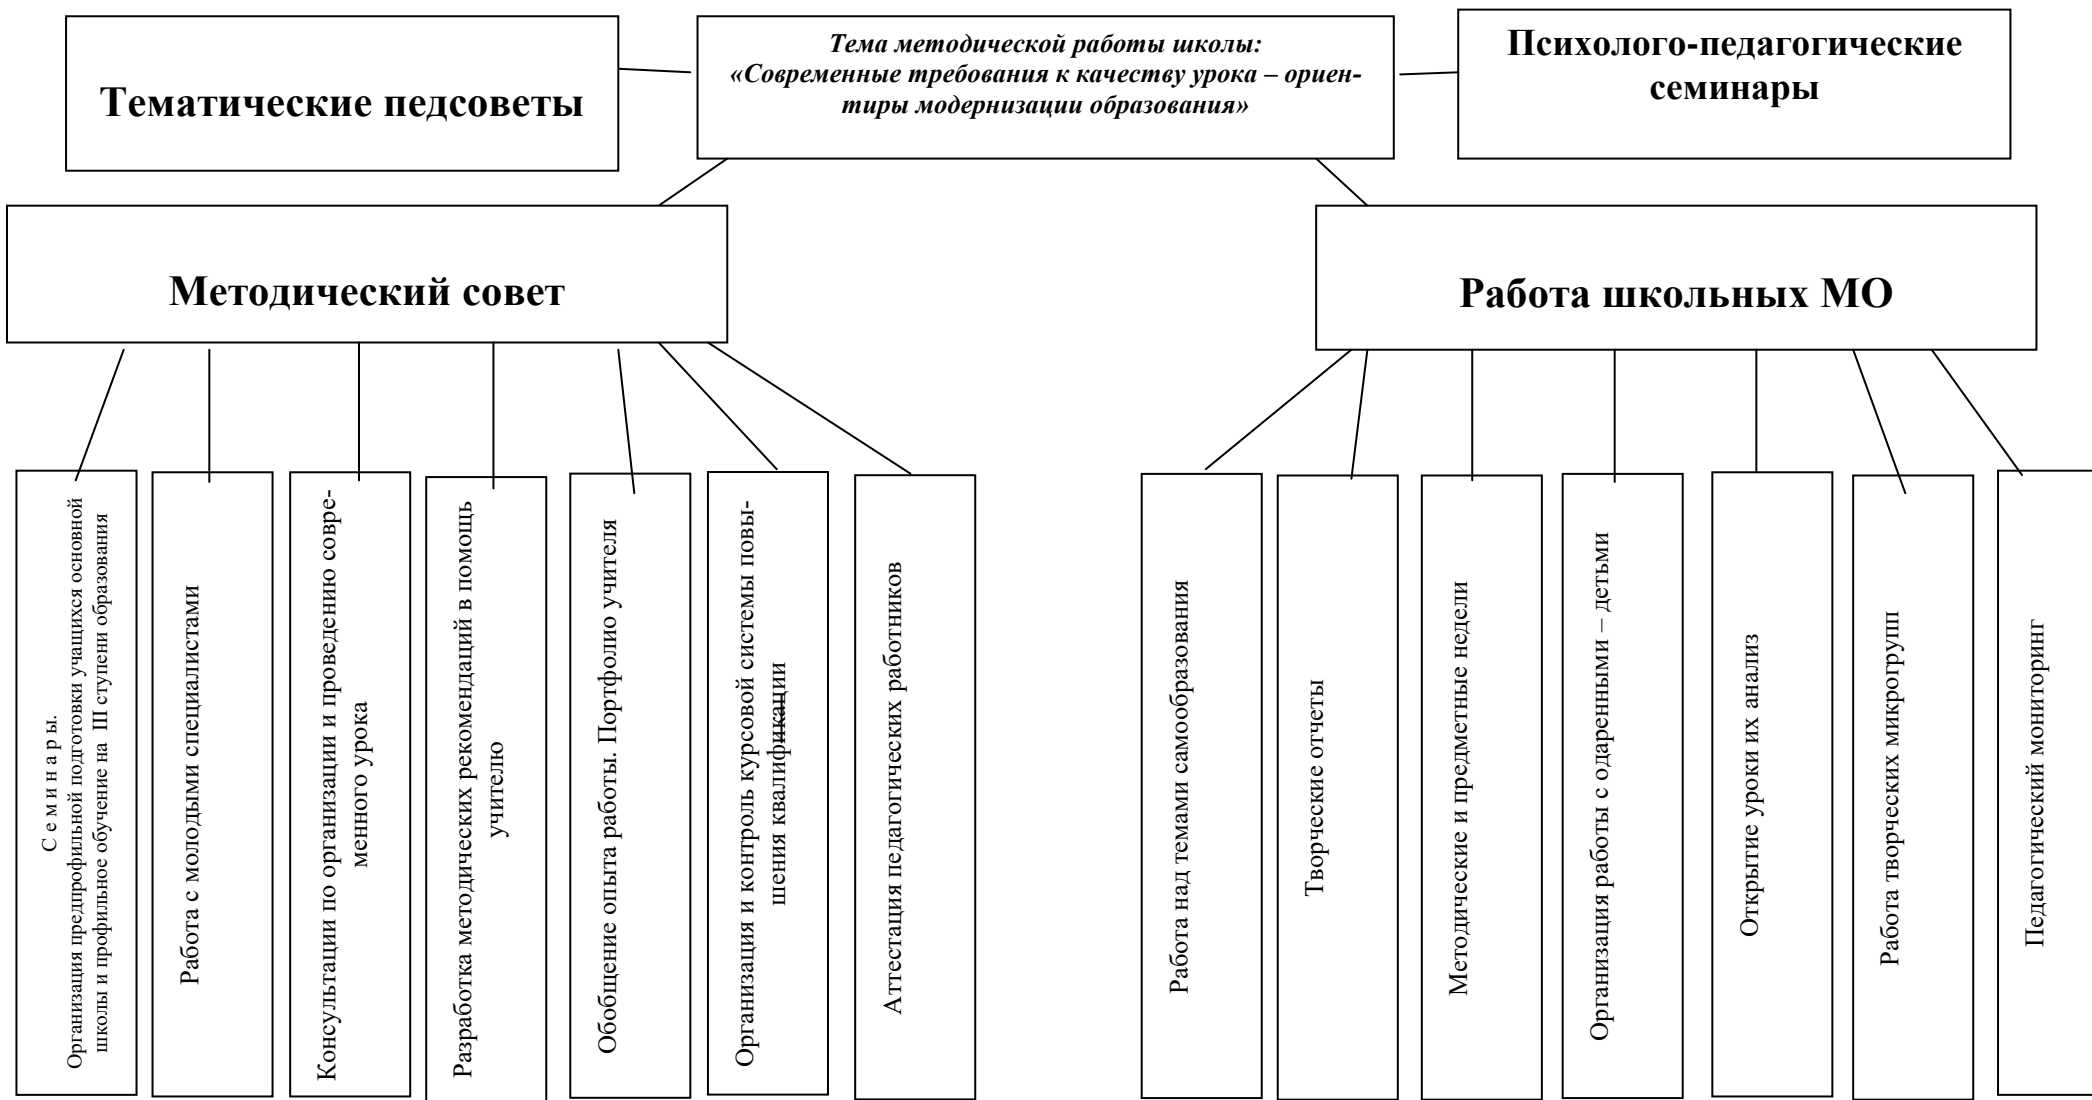 Тематические педсоветы
Тема методической работы школы:
«Современные требования к качеству урока – ориен-
тиры модернизации образования»
Психолого-педагогические
семинары
Методический совет
Работа школьных МО
С е м и н а р ы.
Организация предпрофильной подготовки учащихся основной
школы и профильное обучение на III ступени образования
Работа с молодыми специалистами
Консультации по организации и проведению совре-
менного урока
Разработка методических рекомендаций в помощь
учителю
Обобщение опыта работы. Портфолио учителя
Организация и контроль курсовой системы повы-
шения квалификации
Аттестация педагогических работников
Работа над темами самообразования
Творческие отчеты
Методические и предметные недели
Организация работы с одаренными – детьми
Открытие уроки их анализ
Работа творческих микрогрупп
Педагогический мониторинг